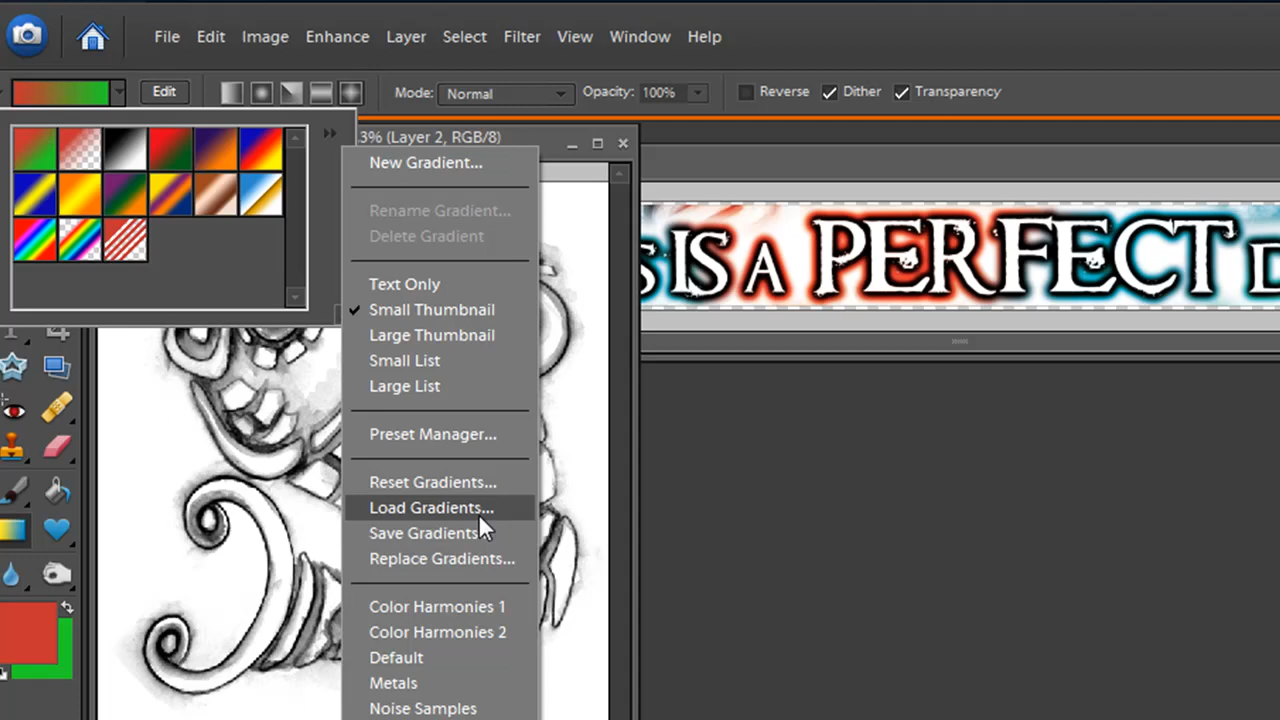 File Edit Image Enhance Layer Select Filter View Window Help
Edit Mode: Normal Opacity: 100% Reverse Dither Transparency
3% (Layer 2, RGB/8)
New Gradient...
Rename Gradient...
Delete Gradient
Text Only
Small Thumbnail
Large Thumbnail
Small List
Large List
Preset Manager...
Reset Gradients...
Load Gradients...
Save Gradients
Replace Gradients...
Color Harmonies 1
Color Harmonies 2
Default
Metals
Noise Samples
S IS A PERFECT D